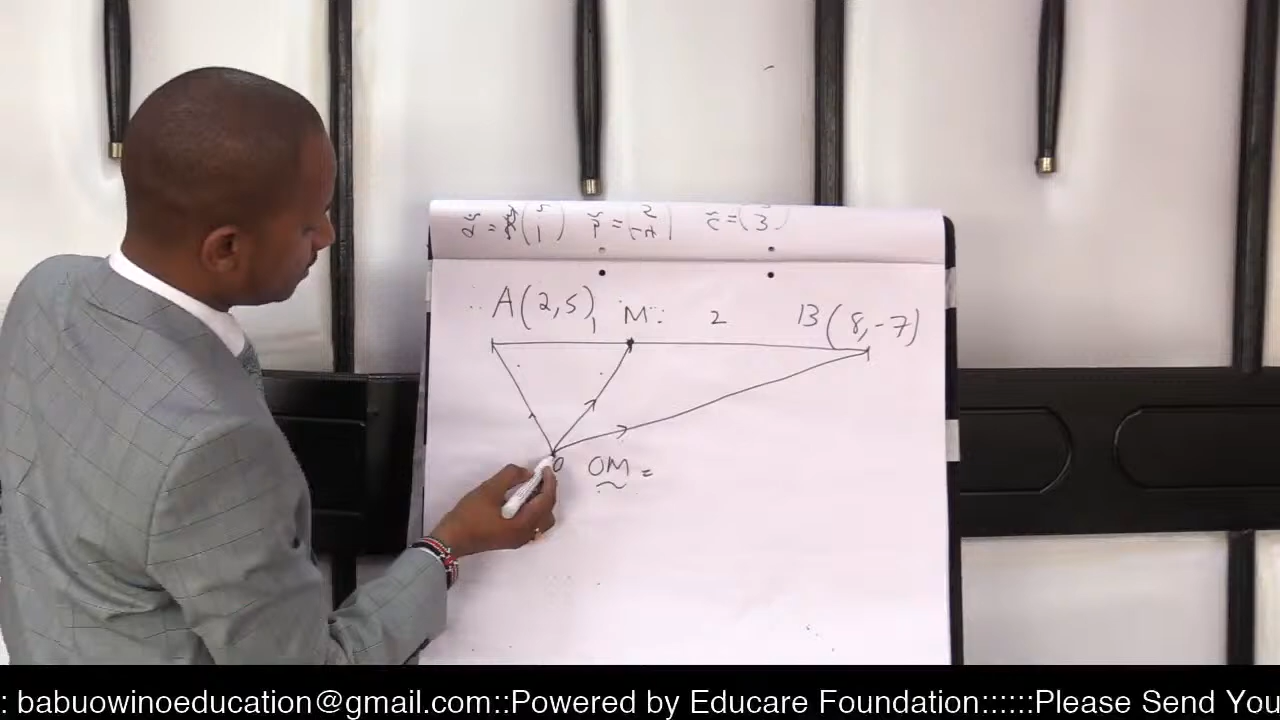 A(2,5) 1 M 2 B(8,-7)
O OM =
: babuowinoeducation@gmail.com::Powered by Educare Foundation::::::Please Send You